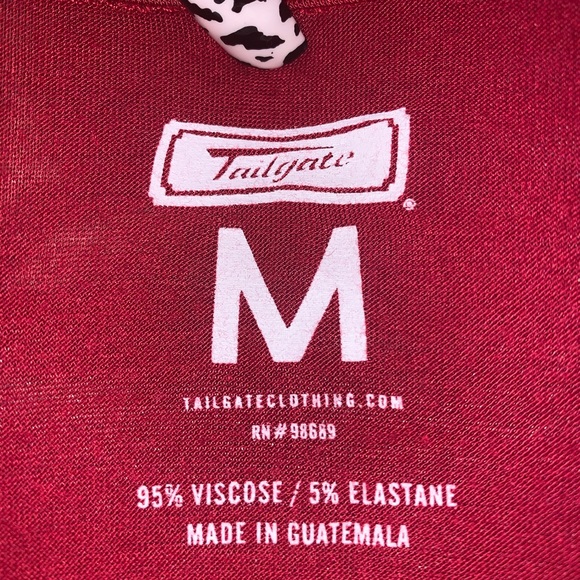 Tailgate®
M
TAILGATECLOTHING.COM
RN#98689
95% VISCOSE / 5% ELASTANE
MADE IN GUATEMALA